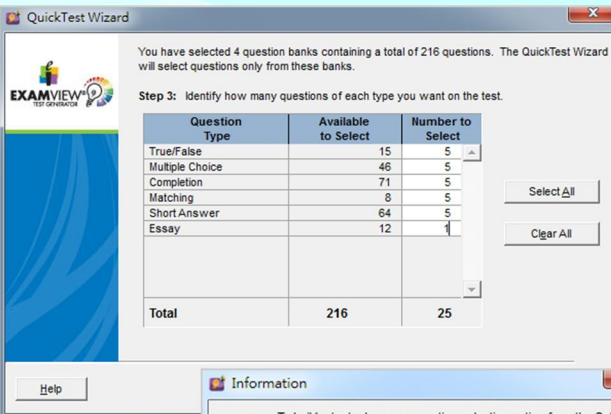 QuickTest Wizard
You have selected 4 question banks containing a total of 216 questions. The QuickTest Wizard
will select questions only from these banks.
EXAMVIEW®
TEST GENERATOR
Step 3: Identify how many questions of each type you want on the test.
Question Type Available to Select Number to Select
True/False 15 5
Multiple Choice 46 5
Completion 71 5
Matching 8 5
Short Answer 64 5
Essay 12 1
Total 216 25
Select All
Clear All
Help
Information